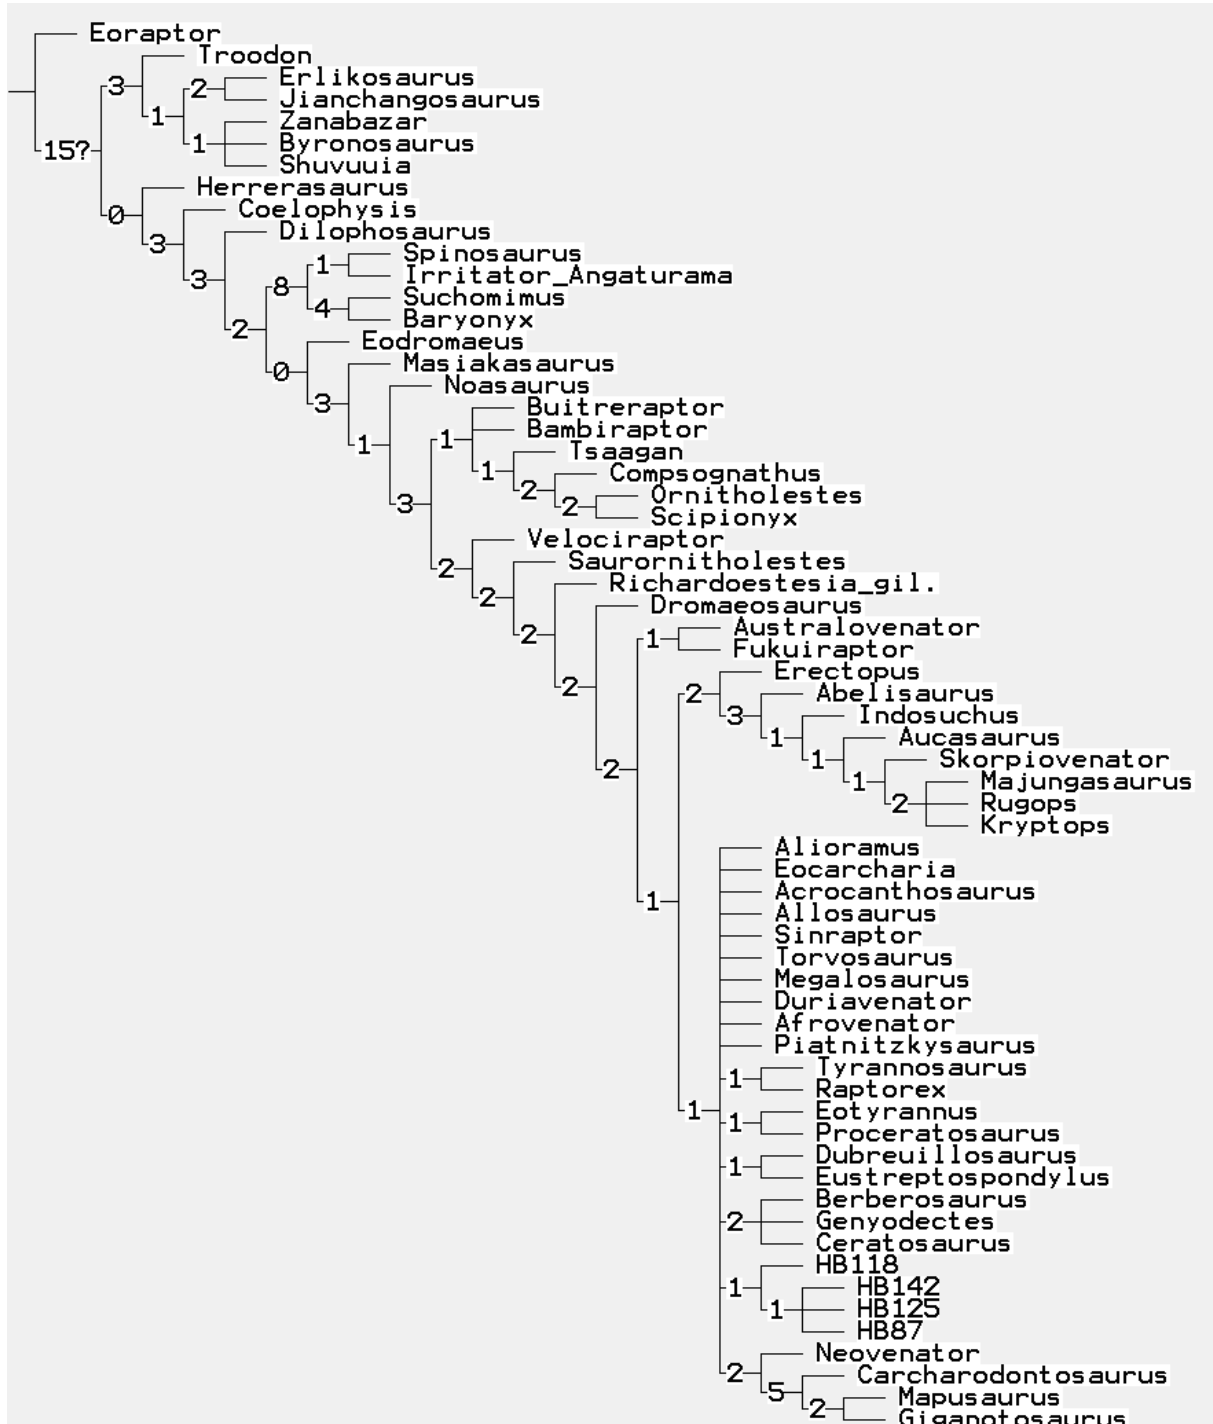 Eoraptor
Troodon
3
2 Erlikosaurus
Jianchangosaurus
1
Zanabazar
1 Byronosaurus
15?
Shuvuuia
Herrerasaurus
0
Coelophysis
3
Dilophosaurus
Spinosaurus
1
3 Irritator_Angaturama
8
Suchomimus
4
Baryonyx
2
Eodromaeus
Masiakasaurus
0
Noasaurus
3
Buitreraptor
Bambiraptor
1 1
Tsaagan
1
Compsognathus
2
Ornitholestes
3 2
Scipionyx
Velociraptor
Saurornitholestes
2
Richardoestesia_gil.
2
Dromaeosaurus
Australovenator
2 1
Fukuiraptor
Erectopus
2 2 Abelisaurus
3 Indosuchus
1 Aucasaurus
1 Skorpiovenator
2
1 Majungasaurus
2 Rugops
Kryptops
Alioramus
Eocarcharia
Acrocanthosaurus
1
Allosaurus
Sinraptor
Torvosaurus
Megalosaurus
Duriavenator
Afrovenator
Piatnitzkysaurus
Tyrannosaurus
1
Raptorex
1 Eotyrannus
1
Proceratosaurus
Dubreuillosaurus
1
Eustreptospondylus
Berberosaurus
2 Genyodectes
Ceratosaurus
HB118
1 HB142
1 HB125
HB87
Neovenator
2 Carcharodontosaurus
5 Mapusaurus
2 Giganotosaurus